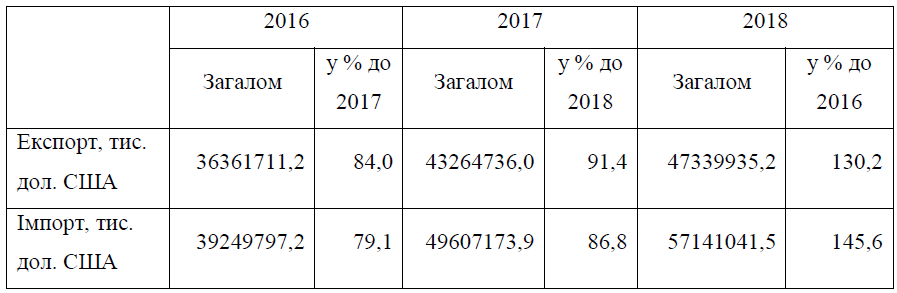 2016 2017 2018
Загалом у % до 2017 Загалом у % до 2018 Загалом у % до 2016
Експорт, тис. дол. США 36361711,2 84,0 43264736,0 91,4 47339935,2 130,2
Імпорт, тис. дол. США 39249797,2 79,1 49607173,9 86,8 57141041,5 145,6